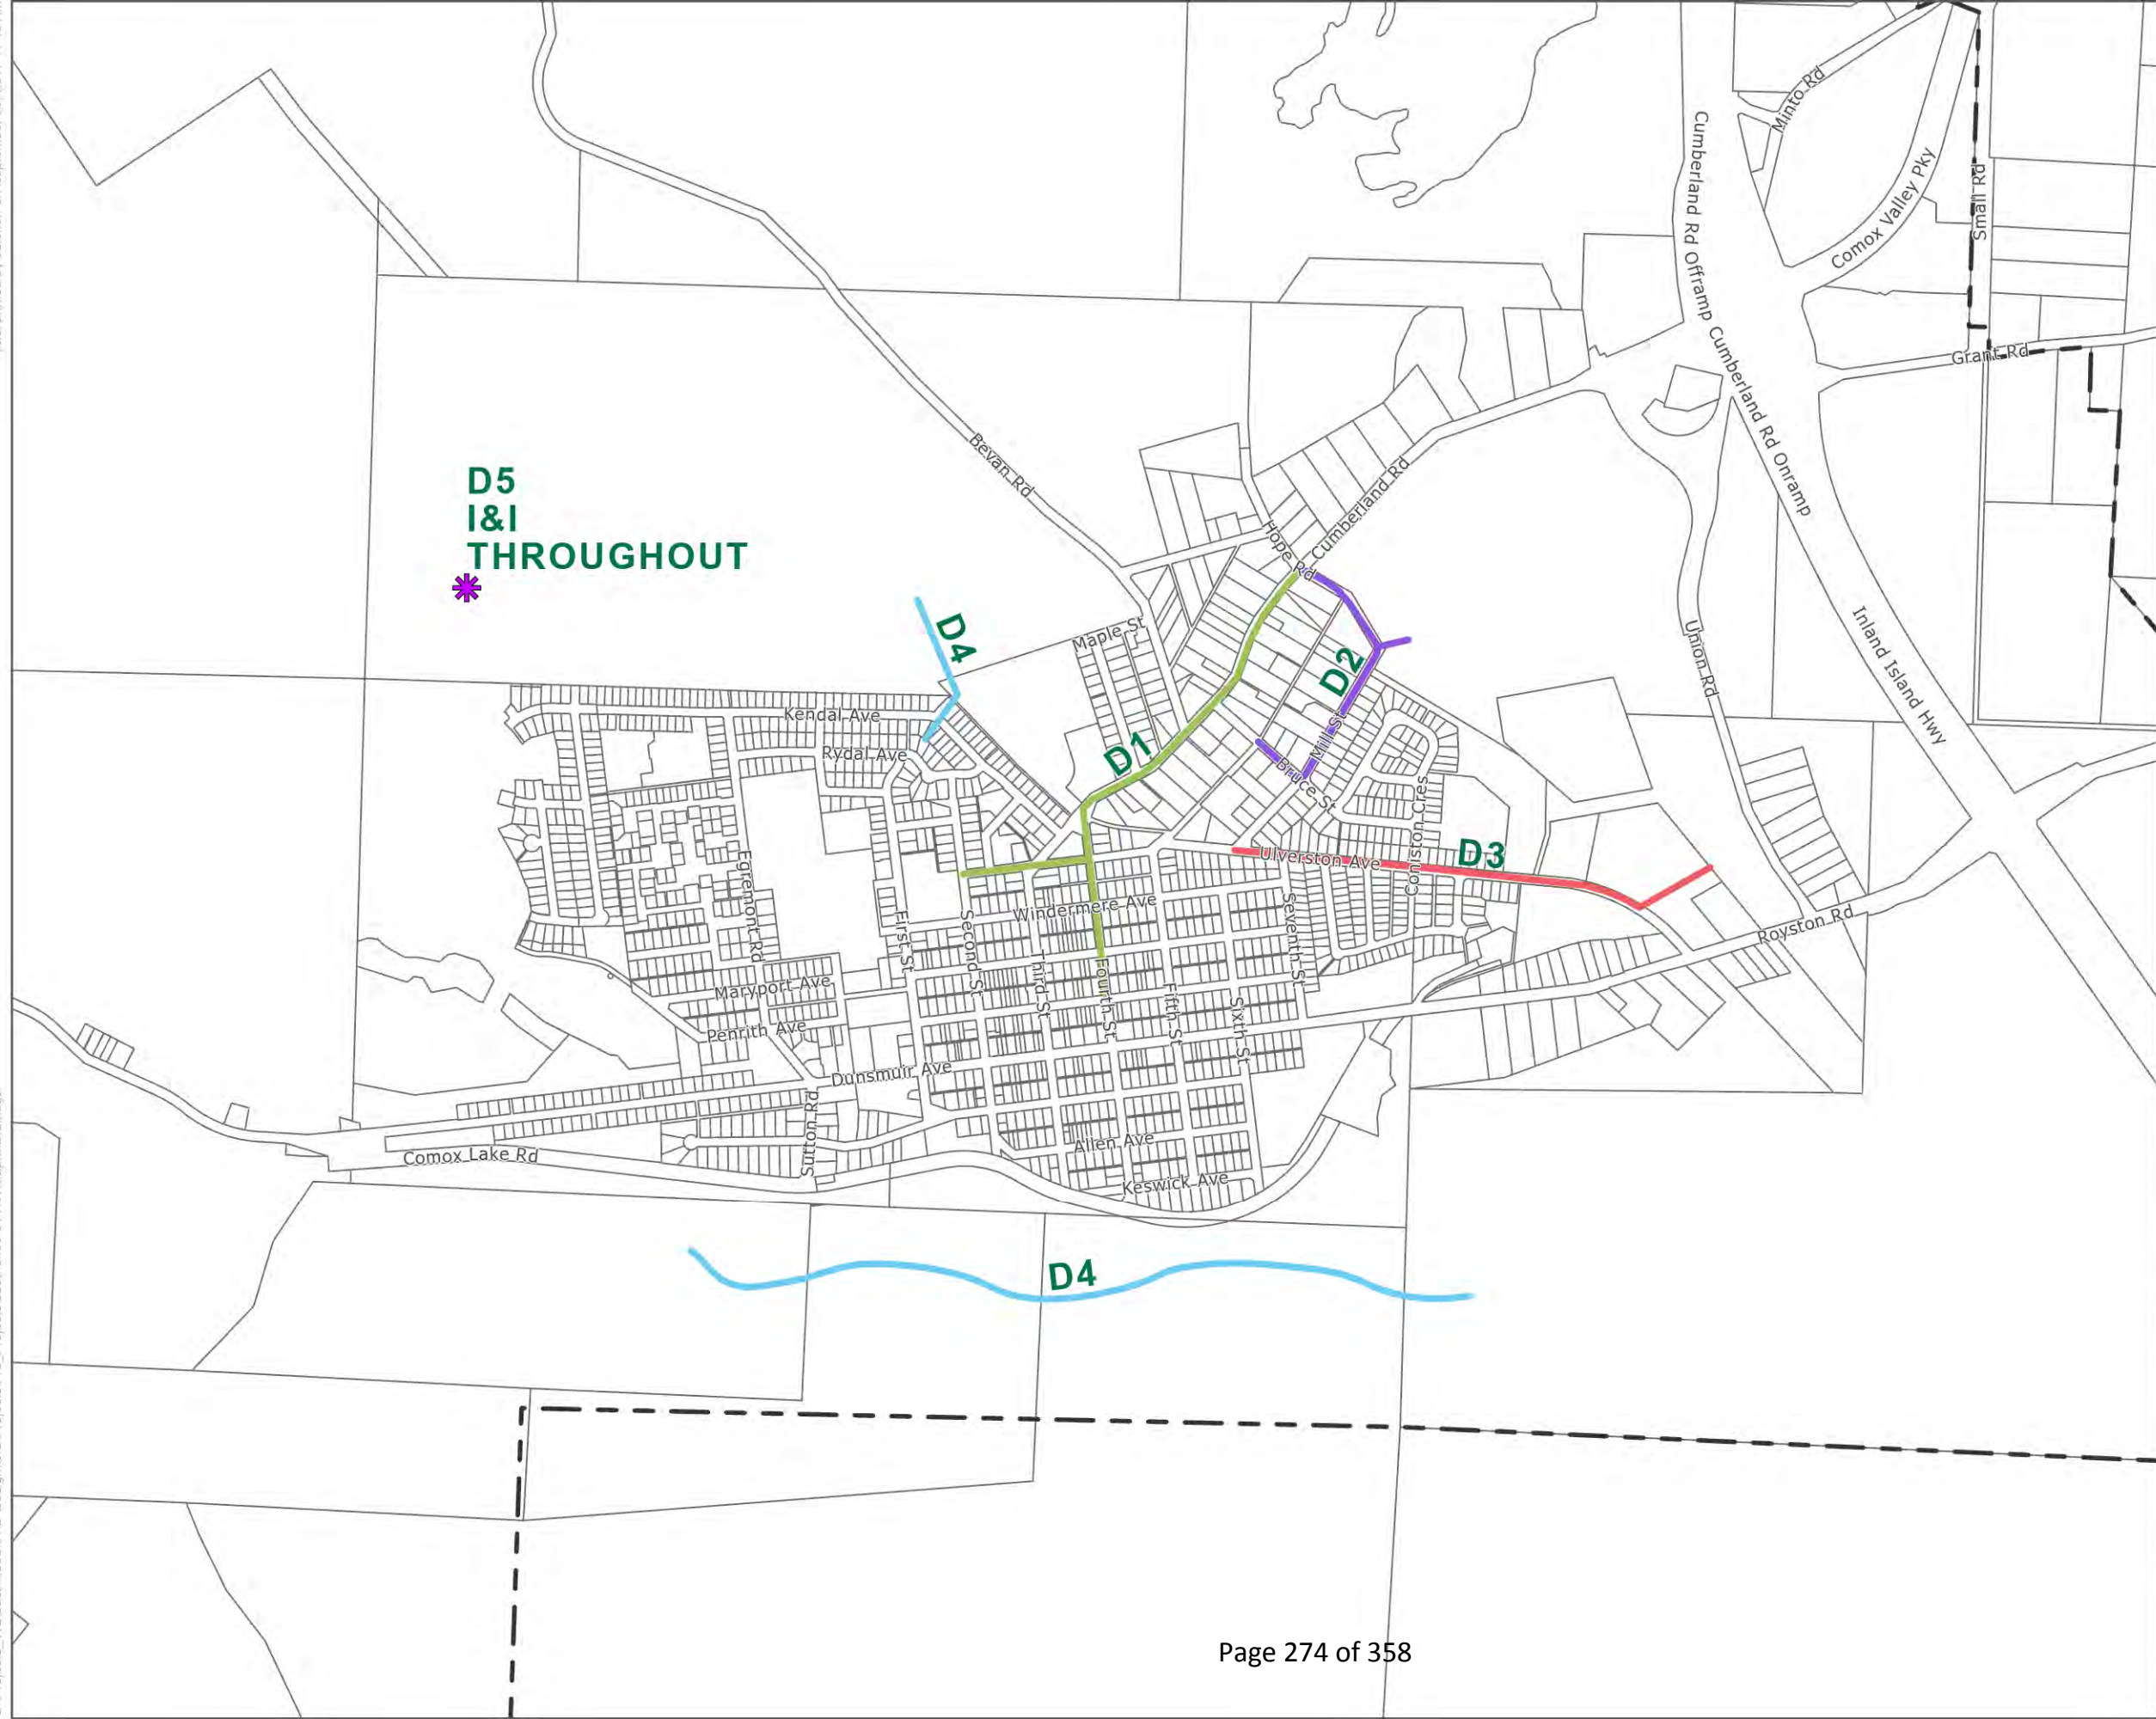 Minto Rd
Comox Valley Pky
Small Rd
Cumberland Rd Offramp
Cumberland Rd Onramp
Grant Rd
Bevan Rd
Cumberland Rd
Hope Rd
D5
I&I
THROUGHOUT
D4
Maple St
D2
Union Rd
Inland Island Hwy
Kendal Ave
Rydal Ave
D1
Mill St
Bruce St
Coniston Cres
D3
Ulverston Ave
Egremont Rd
Windermere Ave
First St
Second St
Third St
Fourth St
Fifth St
Sixth St
Seventh St
Royston Rd
Maryport Ave
Penrith Ave
Dunsmuir Ave
Sutton Rd
Allen Ave
Comox Lake Rd
Keswick Ave
D4
Page 274 of 358